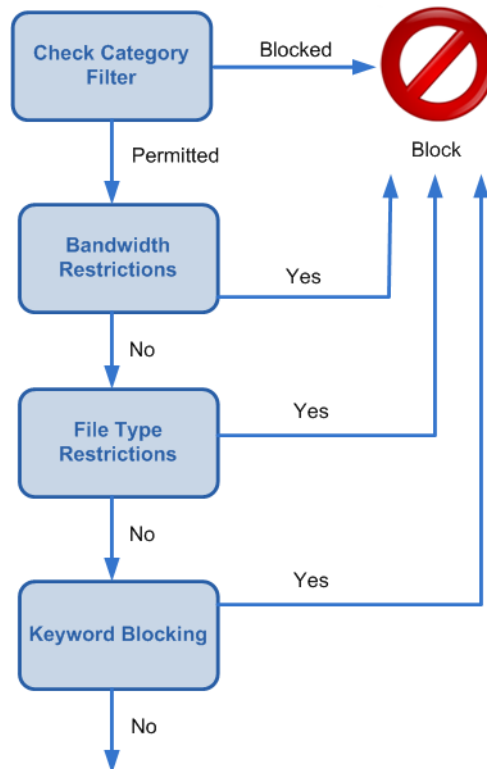 Check Category
Filter
Blocked
Block
Permitted
Bandwidth
Restrictions
Yes
No
File Type
Restrictions
Yes
No
Keyword Blocking
Yes
No